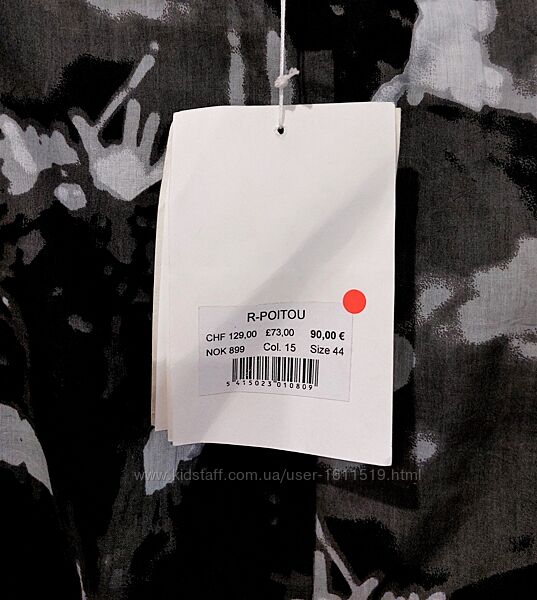 R-POITOU
CHF 129,00 £73,00 90,00 €
NOK 899 Col. 15 Size 44
5 415023 010809
www.kidstaff.com.ua/user-1611519.html